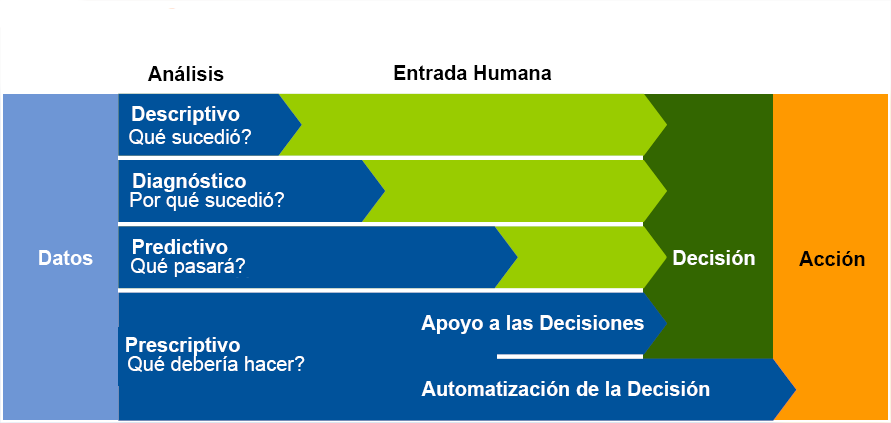 Análisis
Entrada Humana
Descriptivo
Qué sucedió?
Diagnóstico
Por qué sucedió?
Predictivo
Qué pasará?
Datos
Decisión
Acción
Apoyo a las Decisiones
Prescriptivo
Qué debería hacer?
Automatización de la Decisión